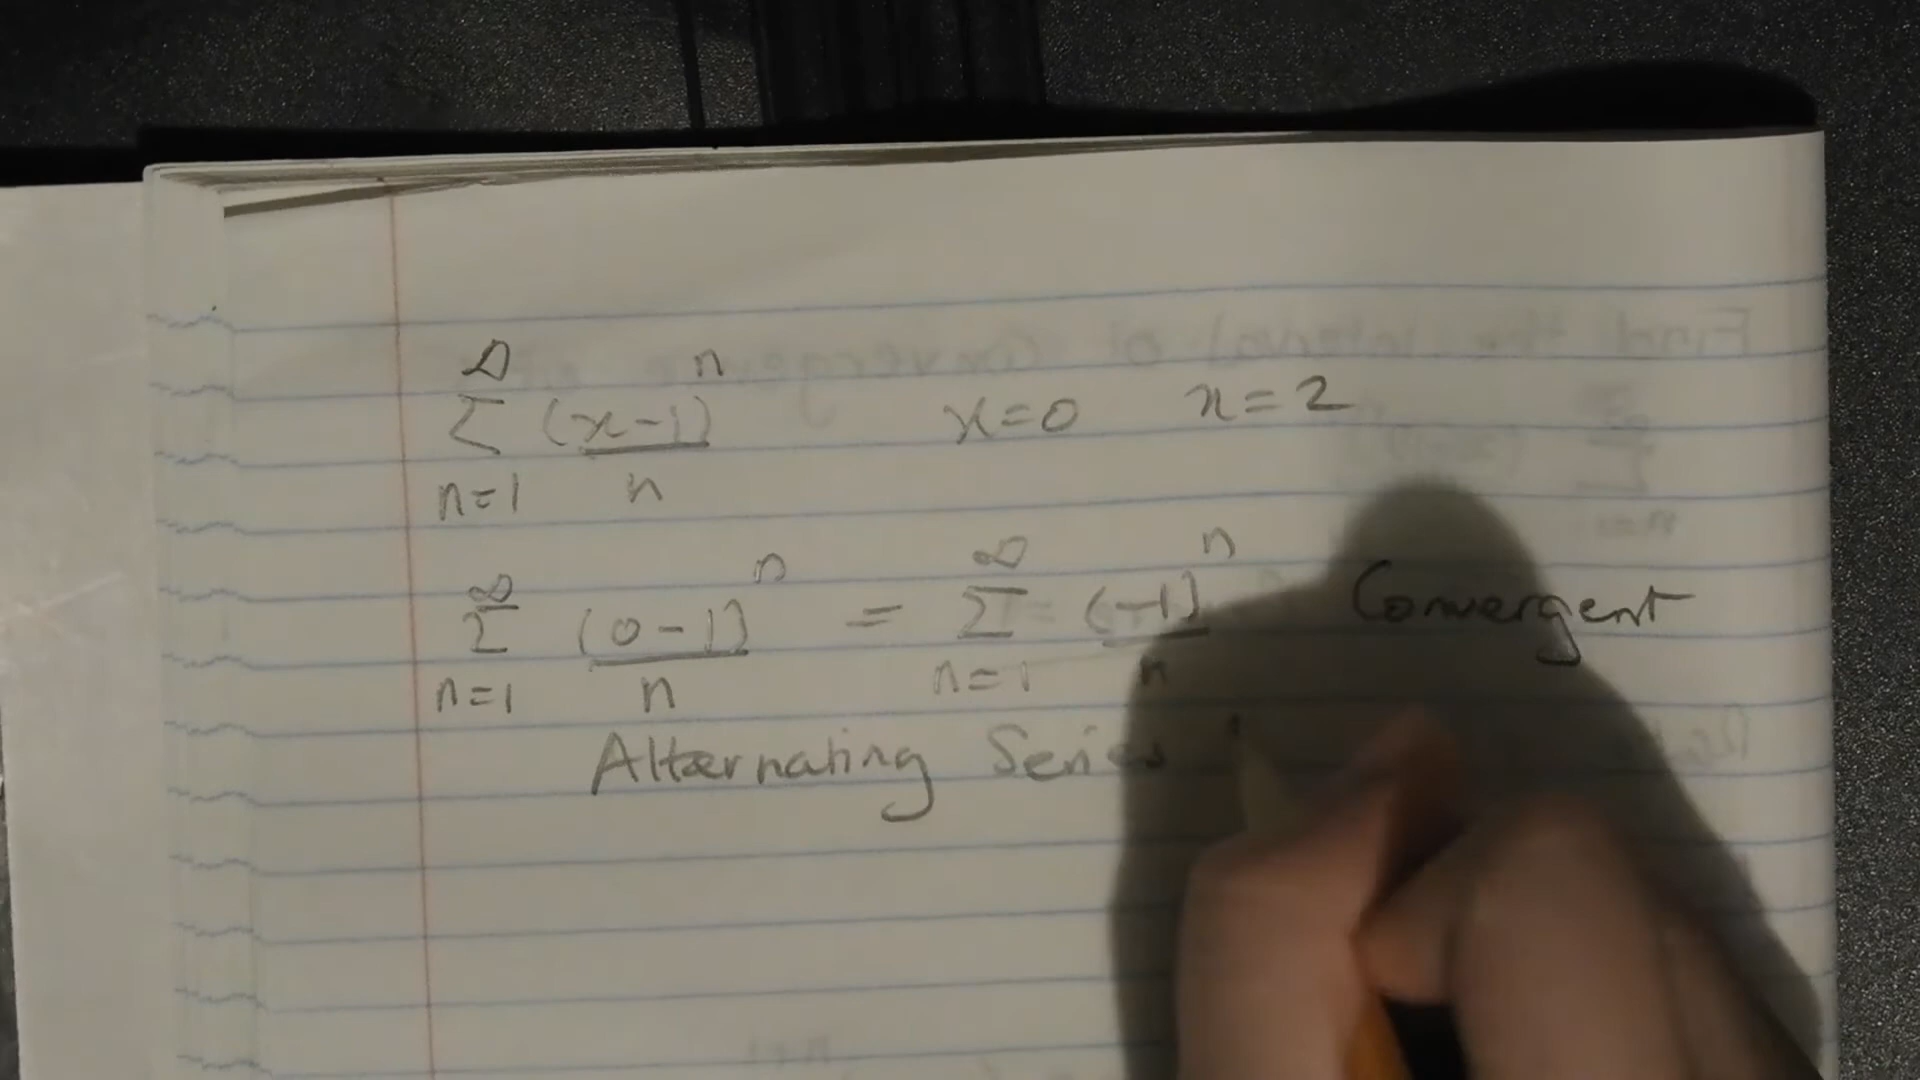 ∞ n
Σ (x-1) x=0 x=2
n=1 n
∞ n ∞ n
Σ (0-1) = Σ (-1) Convergent
n=1 n n=1 n
Alternating Series